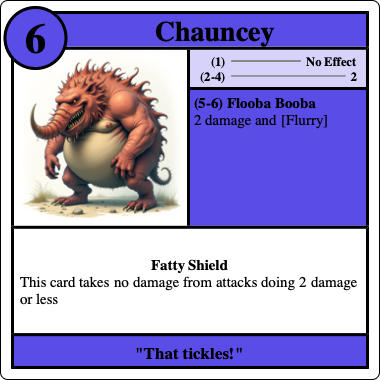 6
Chauncey
(1) No Effect
(2-4) 2
(5-6) Flooba Booba
2 damage and [Flurry]
Fatty Shield
This card takes no damage from attacks doing 2 damage
or less
"That tickles!"